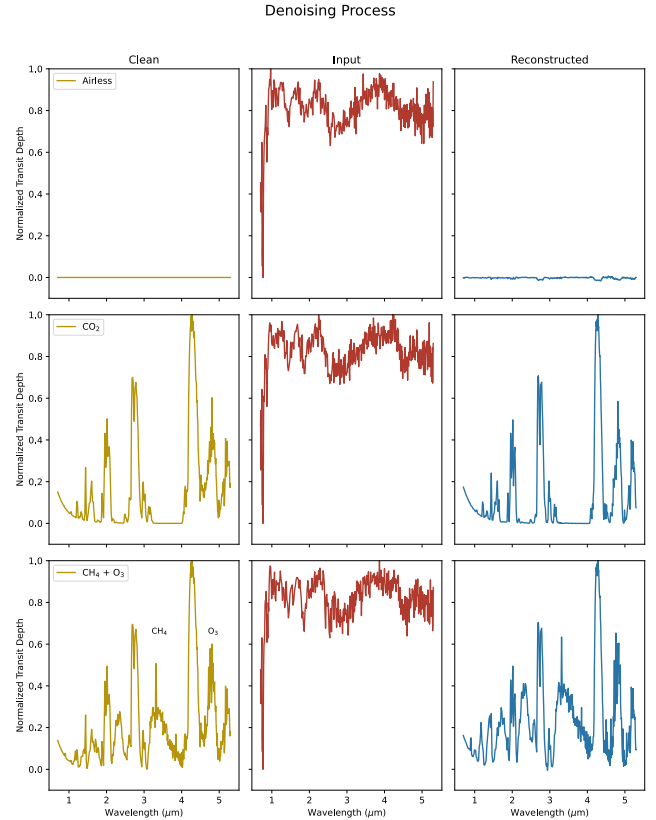 Denoising Process
Clean Input Reconstructed
Normalized Transit Depth
1.0
0.8
0.6
0.4
0.2
0.0
Airless
Normalized Transit Depth
1.0
0.8
0.6
0.4
0.2
0.0
CO₂
Normalized Transit Depth
1.0
0.8
0.6
0.4
0.2
0.0
CH₄ + O₃
CH₄ O₃
1 2 3 4 5 1 2 3 4 5 1 2 3 4 5
Wavelength (μm) Wavelength (μm) Wavelength (μm)